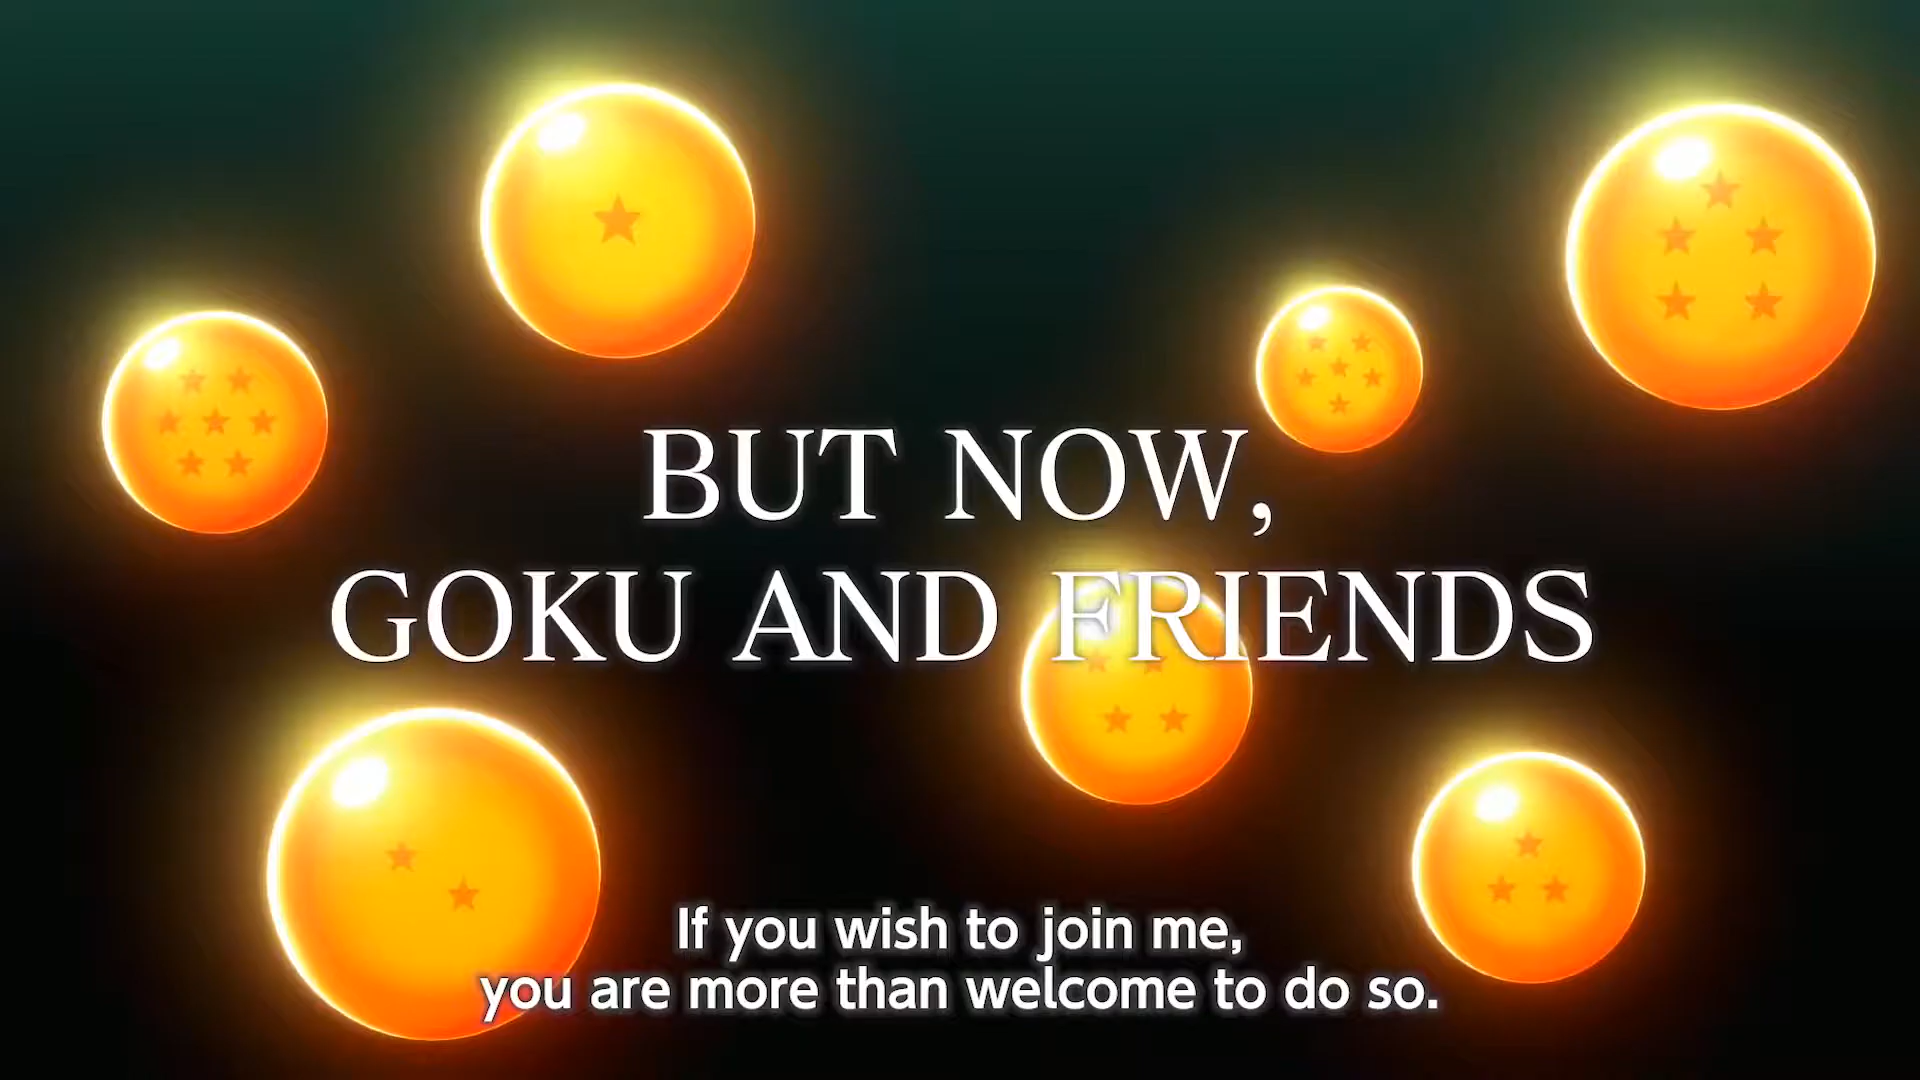 BUT NOW,
GOKU AND FRIENDS
If you wish to join me,
you are more than welcome to do so.